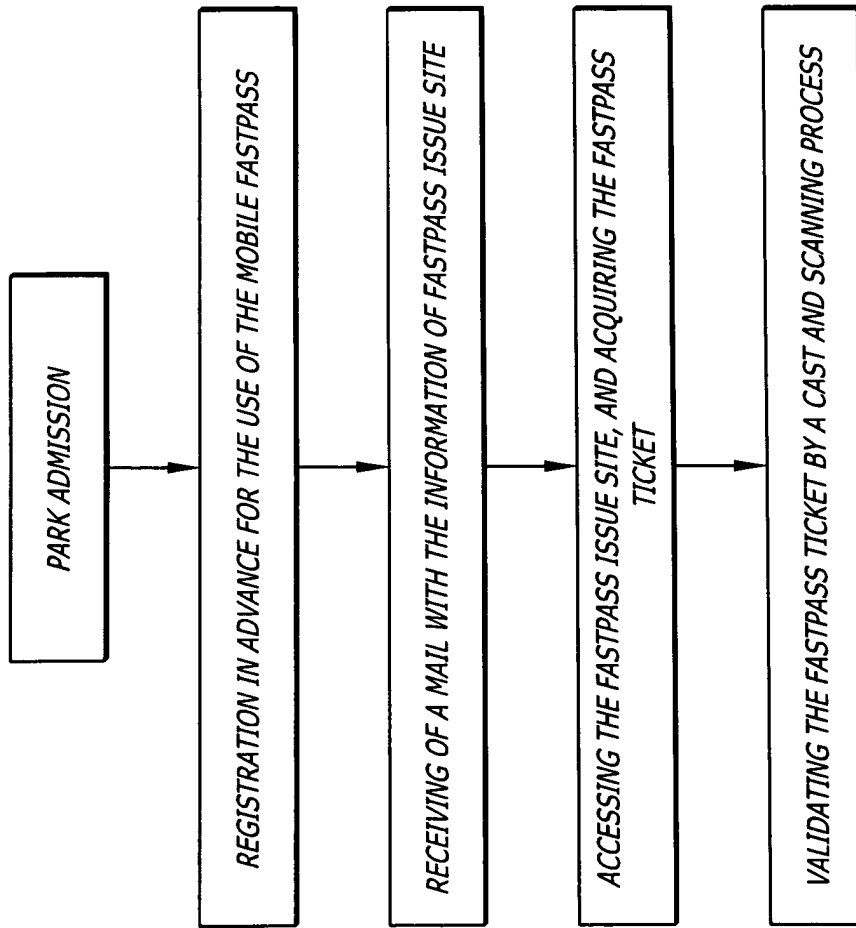 PARK ADMISSION
REGISTRATION IN ADVANCE FOR THE USE OF THE MOBILE FASTPASS
RECEIVING OF A MAIL WITH THE INFORMATION OF FASTPASS ISSUE SITE
ACCESSING THE FASTPASS ISSUE SITE, AND ACQUIRING THE FASTPASS
TICKET
VALIDATING THE FASTPASS TICKET BY A CAST AND SCANNING PROCESS